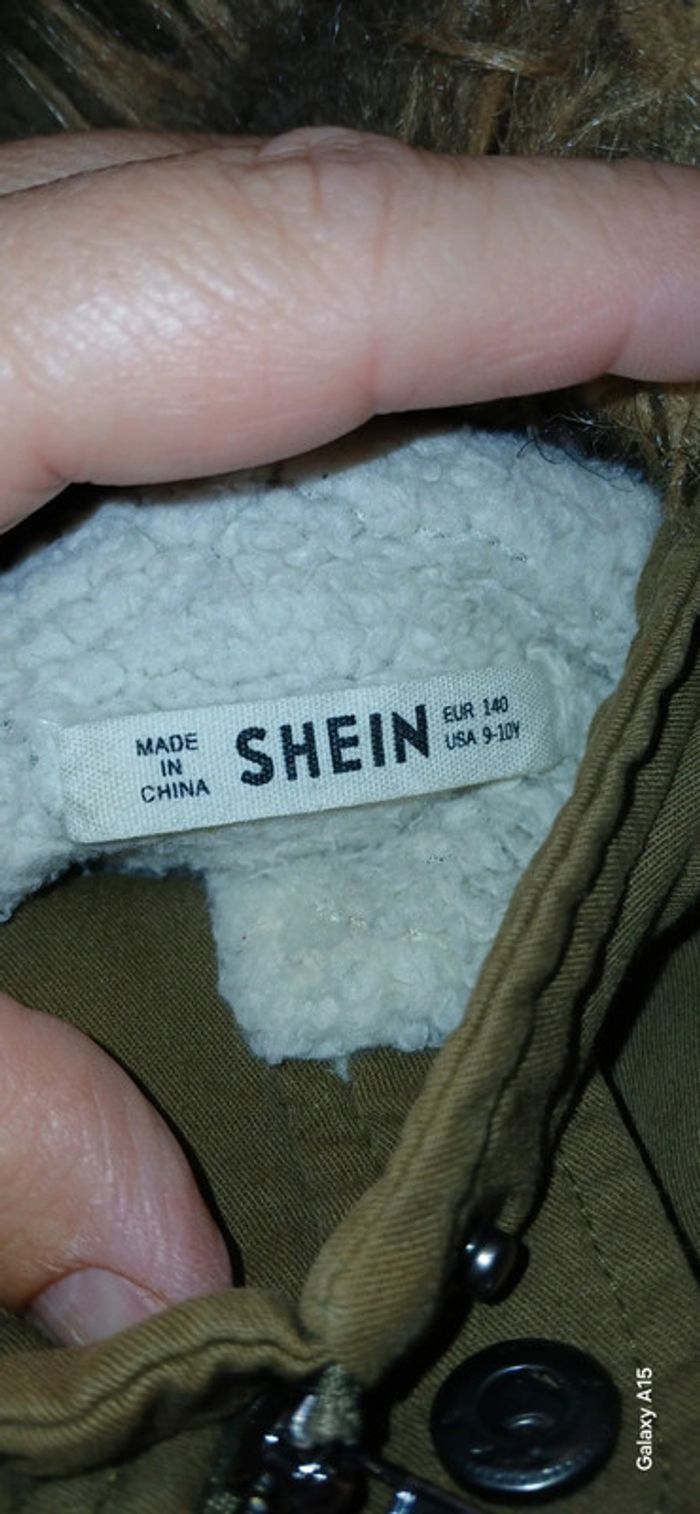 MADE
IN
CHINA
SHEIN
EUR 140
USA 9-10Y
Galaxy A15